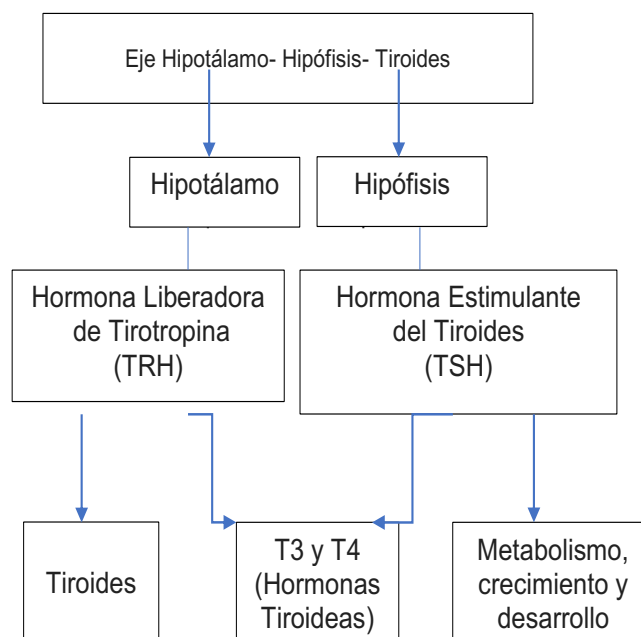 Eje Hipotálamo- Hipófisis- Tiroides
Hipotálamo
Hipófisis
Hormona Liberadora
de Tirotropina
(TRH)
Hormona Estimulante
del Tiroides
(TSH)
Tiroides
T3 y T4
(Hormonas
Tiroideas)
Metabolismo,
crecimiento y
desarrollo